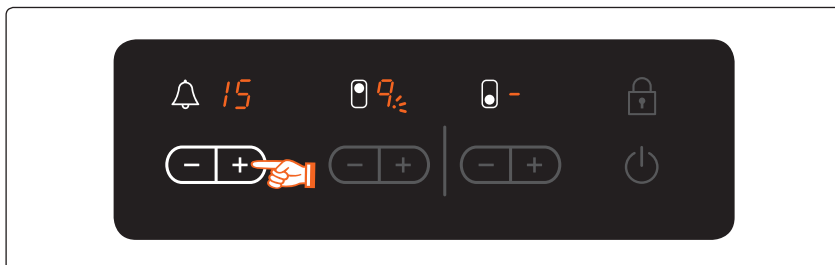 15 9. -
- + - + - +